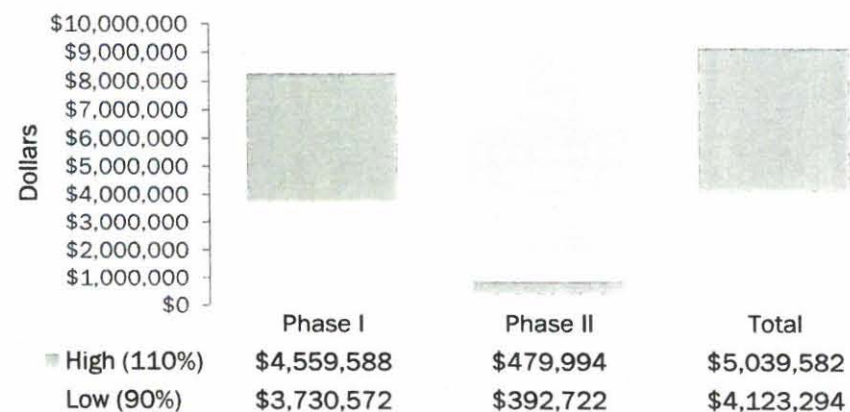 $10,000,000
$9,000,000
$8,000,000
$7,000,000
$6,000,000
$5,000,000
$4,000,000
$3,000,000
$2,000,000
$1,000,000
$0
Dollars
Phase I Phase II Total
High (110%) $4,559,588 $479,994 $5,039,582
Low (90%) $3,730,572 $392,722 $4,123,294